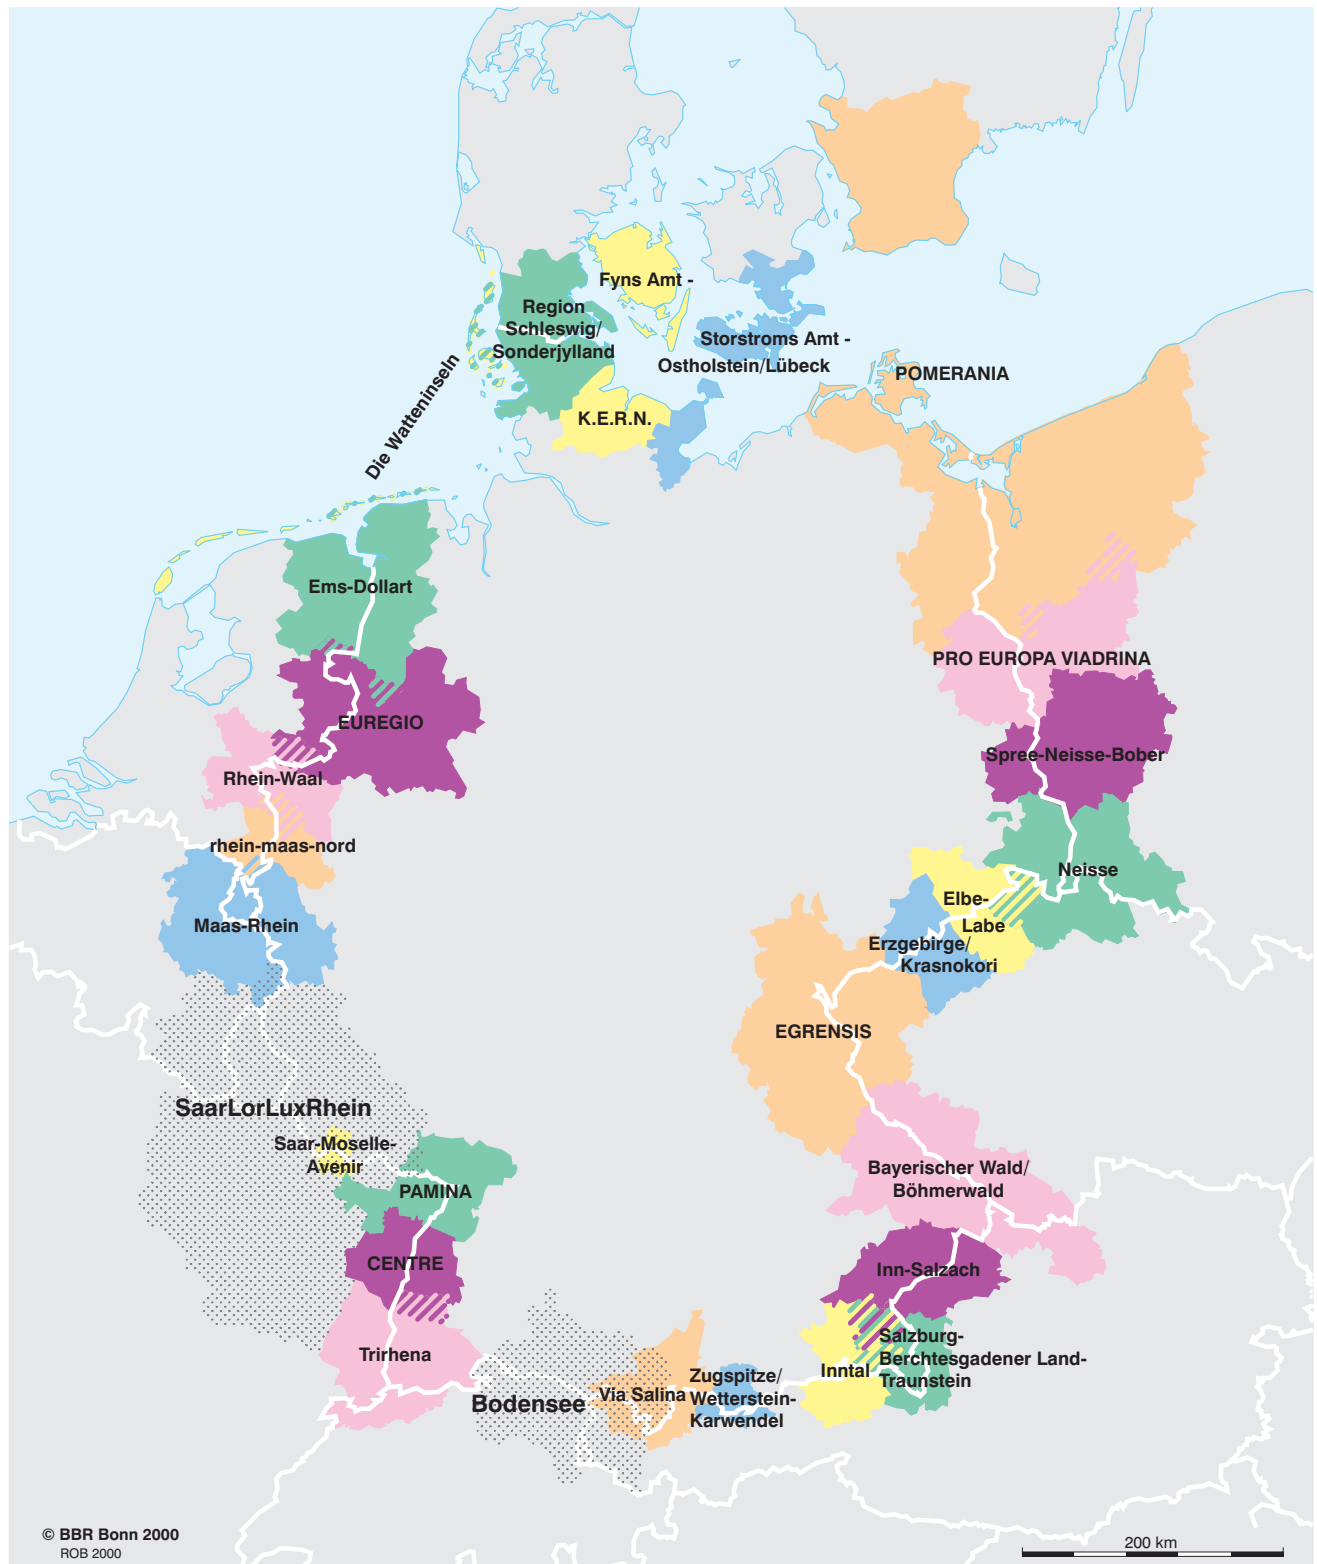 Fyns Amt -
Region
Schleswig/
Sonderjylland
Storstroms Amt -
Ostholstein/Lübeck
POMERANIA
K.E.R.N.
Die Watteninseln
Ems-Dollart
PRO EUROPA VIADRINA
EUREGIO
Spree-Neisse-Bober
Rhein-Waal
rhein-maas-nord
Neisse
Elbe-
Labe
Maas-Rhein
Erzgebirge/
Krasnokori
EGRENSIS
SaarLorLuxRhein
Saar-Moselle-
Avenir
Bayerischer Wald/
Böhmerwald
PAMINA
CENTRE
Inn-Salzach
Trirhena
Salzburg-
Berchtesgadener Land-
Traunstein
Inntal
Zugspitze/
Wetterstein-
Karwendel
Via Salina
Bodensee
© BBR Bonn 2000
ROB 2000
200 km